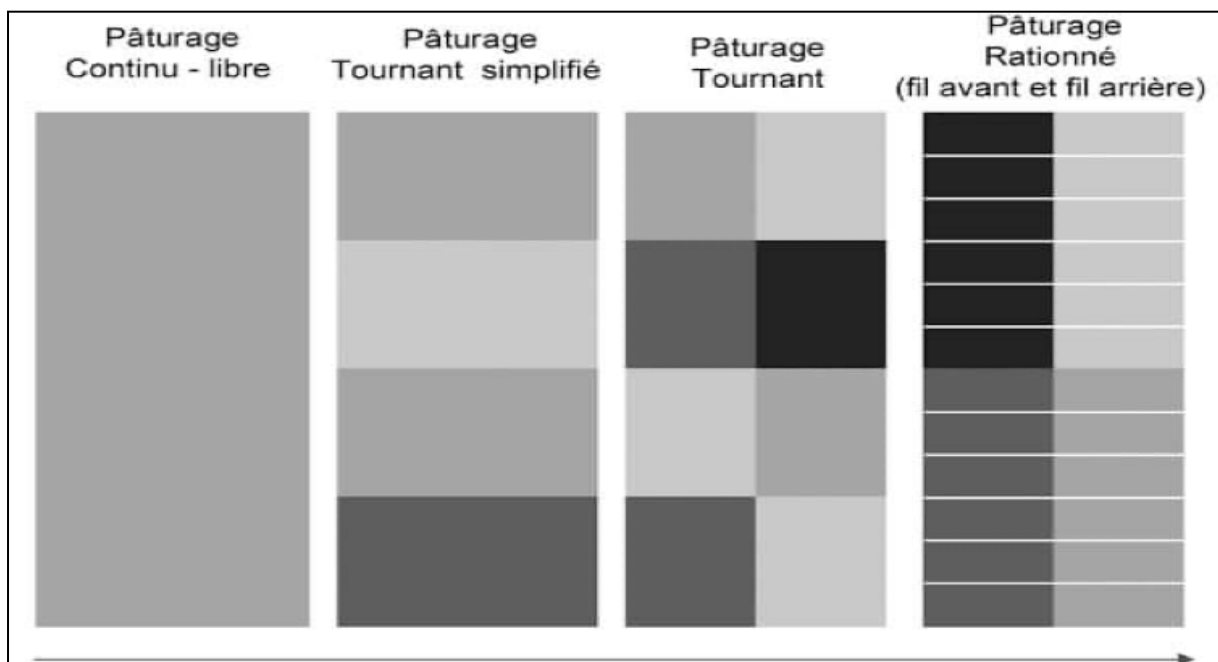 Pâturage
Continu - libre
Pâturage
Tournant simplifié
Pâturage
Tournant
Pâturage
Rationné
(fil avant et fil arrière)